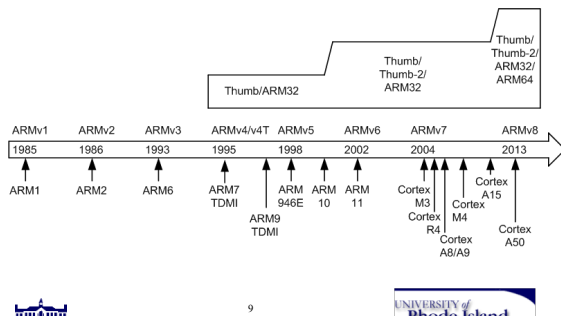 Thumb/
Thumb-2/
ARM32/
ARM64
Thumb/
Thumb-2/
ARM32
Thumb/ARM32
ARMv1 ARMv2 ARMv3 ARMv4/v4T ARMv5 ARMv6 ARMv7 ARMv8
1985 1986 1993 1995 1998 2002 2004 2013
ARM1 ARM2 ARM6 ARM7 ARM ARM ARM Cortex Cortex
TDMI 946E 10 11 M3 A15
ARM9 Cortex Cortex
TDMI R4 M4
Cortex Cortex
A8/A9 A50
9
UNIVERSITY of
Rhode Island